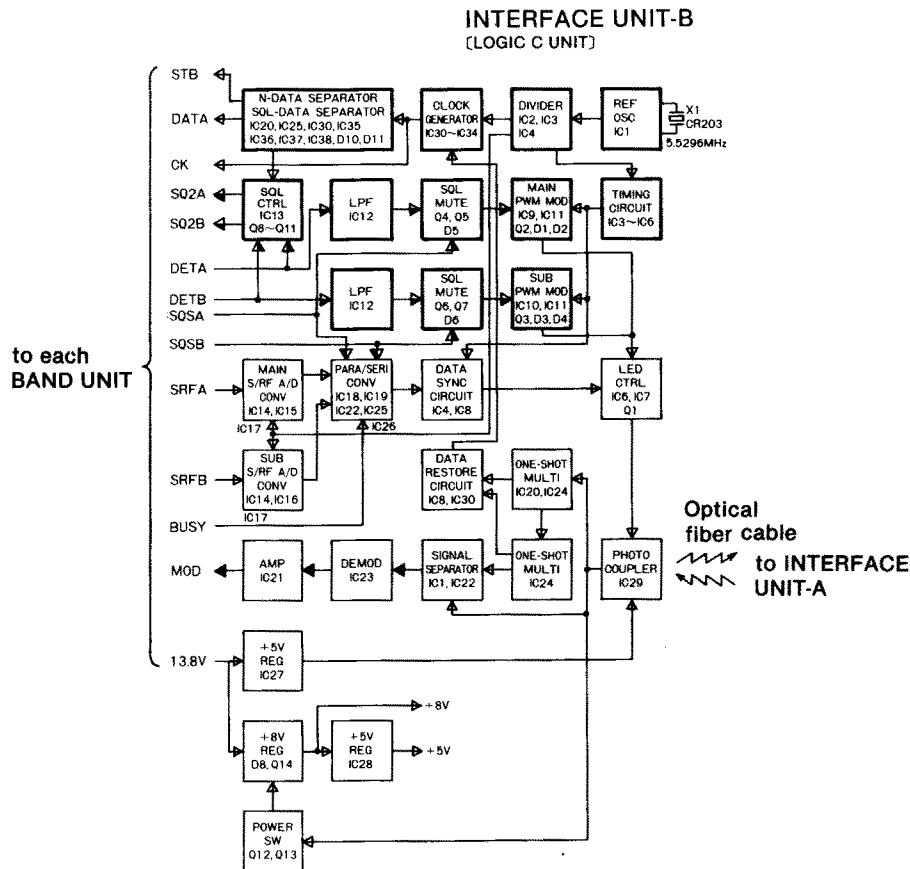 INTERFACE UNIT-B
(LOGIC C UNIT)
STB
DATA
CK
SQ2A
SQ2B
DETA
DETB
SQSA
SQSB
SRFA
SRFB
BUSY
MOD
13.8V
to each
BAND UNIT
N-DATA SEPARATOR
SQL-DATA SEPARATOR
IC20, IC25, IC30, IC35
IC36, IC37, IC38, D10, D11
CLOCK
GENERATOR
IC30~IC34
DIVIDER
IC2, IC3
IC4
REF
OSC
IC1
X1
CR203
5.5296MHz
SQL
CTRL
IC13
Q8~Q11
LPF
IC12
SQL
MUTE
Q4, Q5
D5
MAIN
PWM MOD
IC9, IC11
Q2, D1, D2
TIMING
CIRCUIT
IC3~IC6
LPF
IC12
SQL
MUTE
Q6, Q7
D6
SUB
PWM MOD
IC10, IC11
Q3, D3, D4
MAIN
S/RF A/D
CONV
IC14, IC15
IC17
PARA/SERI
CONV
IC18, IC19
IC22, IC25
IC26
DATA
SYNC
CIRCUIT
IC4, IC8
LED
CTRL
IC6, IC7
Q1
SUB
S/RF A/D
CONV
IC14, IC16
IC17
DATA
RESTORE
CIRCUIT
IC8, IC30
ONE-SHOT
MULTI
IC20, IC24
AMP
IC21
DEMOD
IC23
SIGNAL
SEPARATOR
IC1, IC22
ONE-SHOT
MULTI
IC24
PHOTO
COUPLER
IC29
Optical
fiber cable
to INTERFACE
UNIT-A
+5V
REG
IC27
+8V
REG
D8, Q14
+5V
REG
IC28
+8V
+5V
POWER
SW
Q12, Q13